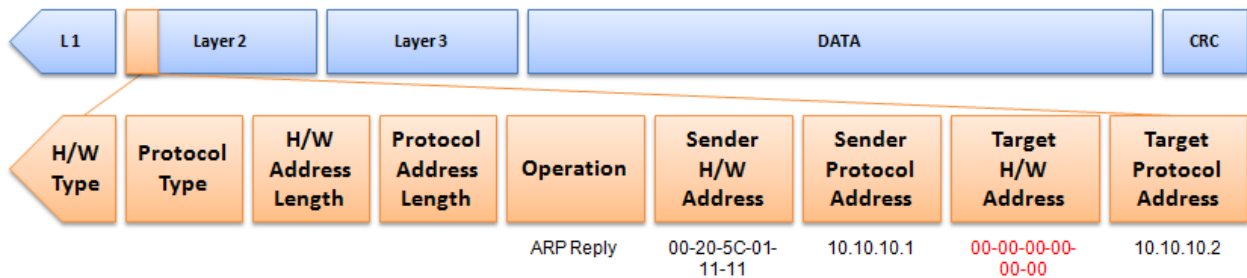 L 1
Layer 2
Layer 3
DATA
CRC
H/W
Type
Protocol
Type
H/W
Address
Length
Protocol
Address
Length
Operation
Sender
H/W
Address
Sender
Protocol
Address
Target
H/W
Address
Target
Protocol
Address
ARP Reply
00-20-5C-01-
11-11
10.10.10.1
00-00-00-00-
00-00
10.10.10.2